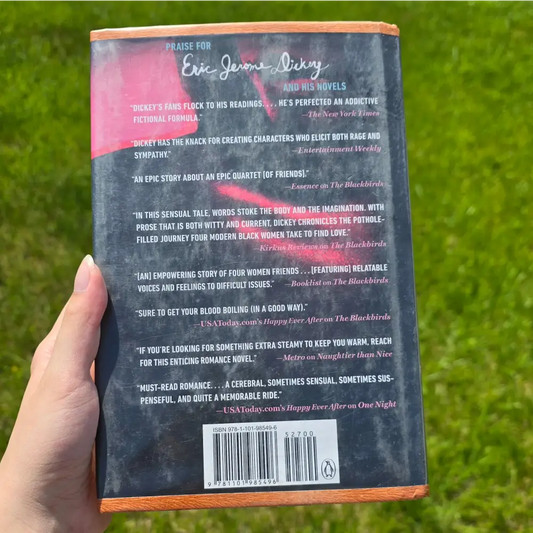 PRAISE FOR
Eric Jerome Dickey
AND HIS NOVELS
"DICKEY'S FANS FLOCK TO HIS READINGS. . . . HE'S PERFECTED AN ADDICTIVE
FICTIONAL FORMULA."
—The New York Times
"DICKEY HAS THE KNACK FOR CREATING CHARACTERS WHO ELICIT BOTH RAGE AND
SYMPATHY."
—Entertainment Weekly
"AN EPIC STORY ABOUT AN EPIC QUARTET [OF FRIENDS]."
—Essence on The Blackbirds
"IN THIS SENSUAL TALE, WORDS STOKE THE BODY AND THE IMAGINATION. WITH
PROSE THAT IS BOTH WITTY AND CURRENT, DICKEY CHRONICLES THE POTHOLE-
FILLED JOURNEY FOUR MODERN BLACK WOMEN TAKE TO FIND LOVE."
—Kirkus Reviews on The Blackbirds
"[AN] EMPOWERING STORY OF FOUR WOMEN FRIENDS . . . [FEATURING] RELATABLE
VOICES AND FEELINGS TO DIFFICULT ISSUES."
—Booklist on The Blackbirds
"SURE TO GET YOUR BLOOD BOILING (IN A GOOD WAY)."
—USAToday.com's Happy Ever After on The Blackbirds
"IF YOU'RE LOOKING FOR SOMETHING EXTRA STEAMY TO KEEP YOU WARM, REACH
FOR THIS ENTICING ROMANCE NOVEL."
—Metro on Naughtier than Nice
"MUST-READ ROMANCE. . . . A CEREBRAL, SOMETIMES SENSUAL, SOMETIMES SUS-
PENSEFUL, AND QUITE A MEMORABLE RIDE."
—USAToday.com's Happy Ever After on One Night
ISBN 978-1-101-98549-6
52700
9 781101 985496